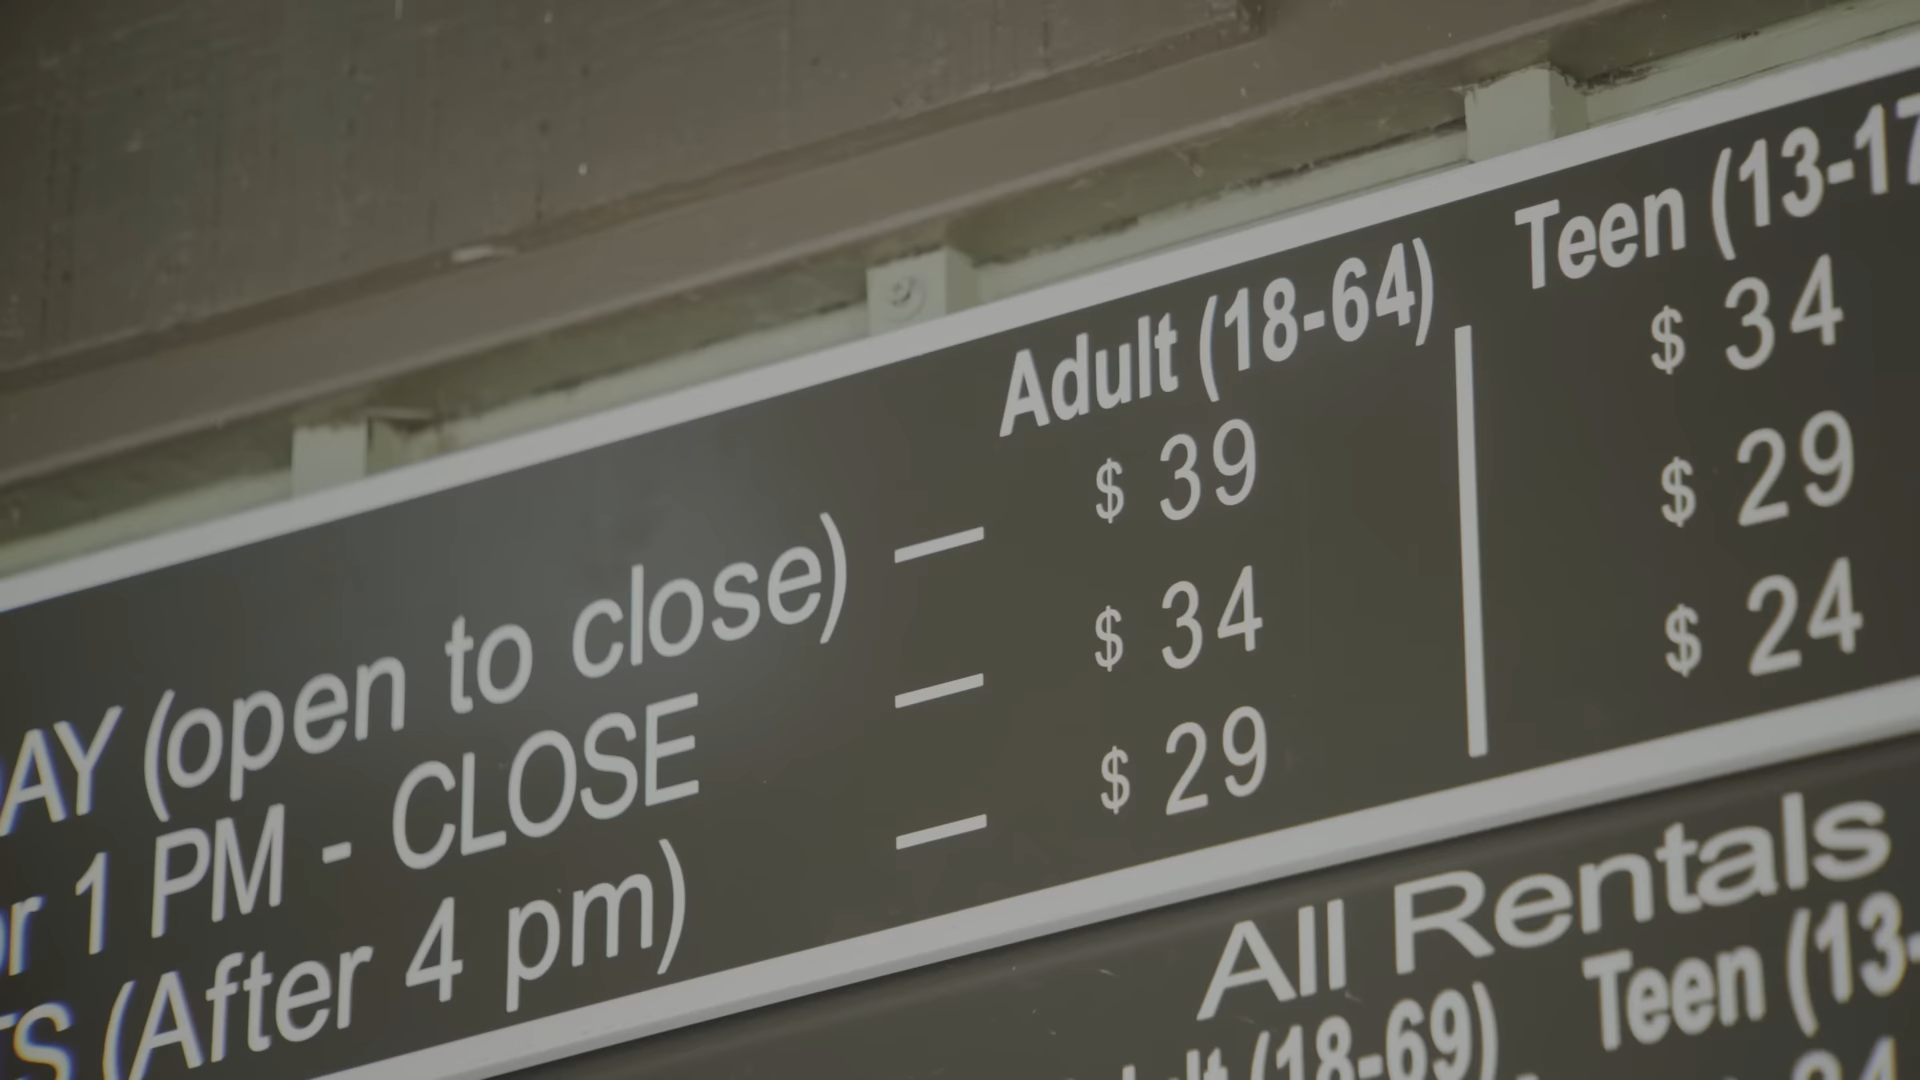 Adult (18-64) Teen (13-17
(open to close) — $ 39 $ 34
1 PM - CLOSE — $ 34 $ 29
(After 4 pm) — $ 29 $ 24
All Rentals
(18-69) Teen (13-